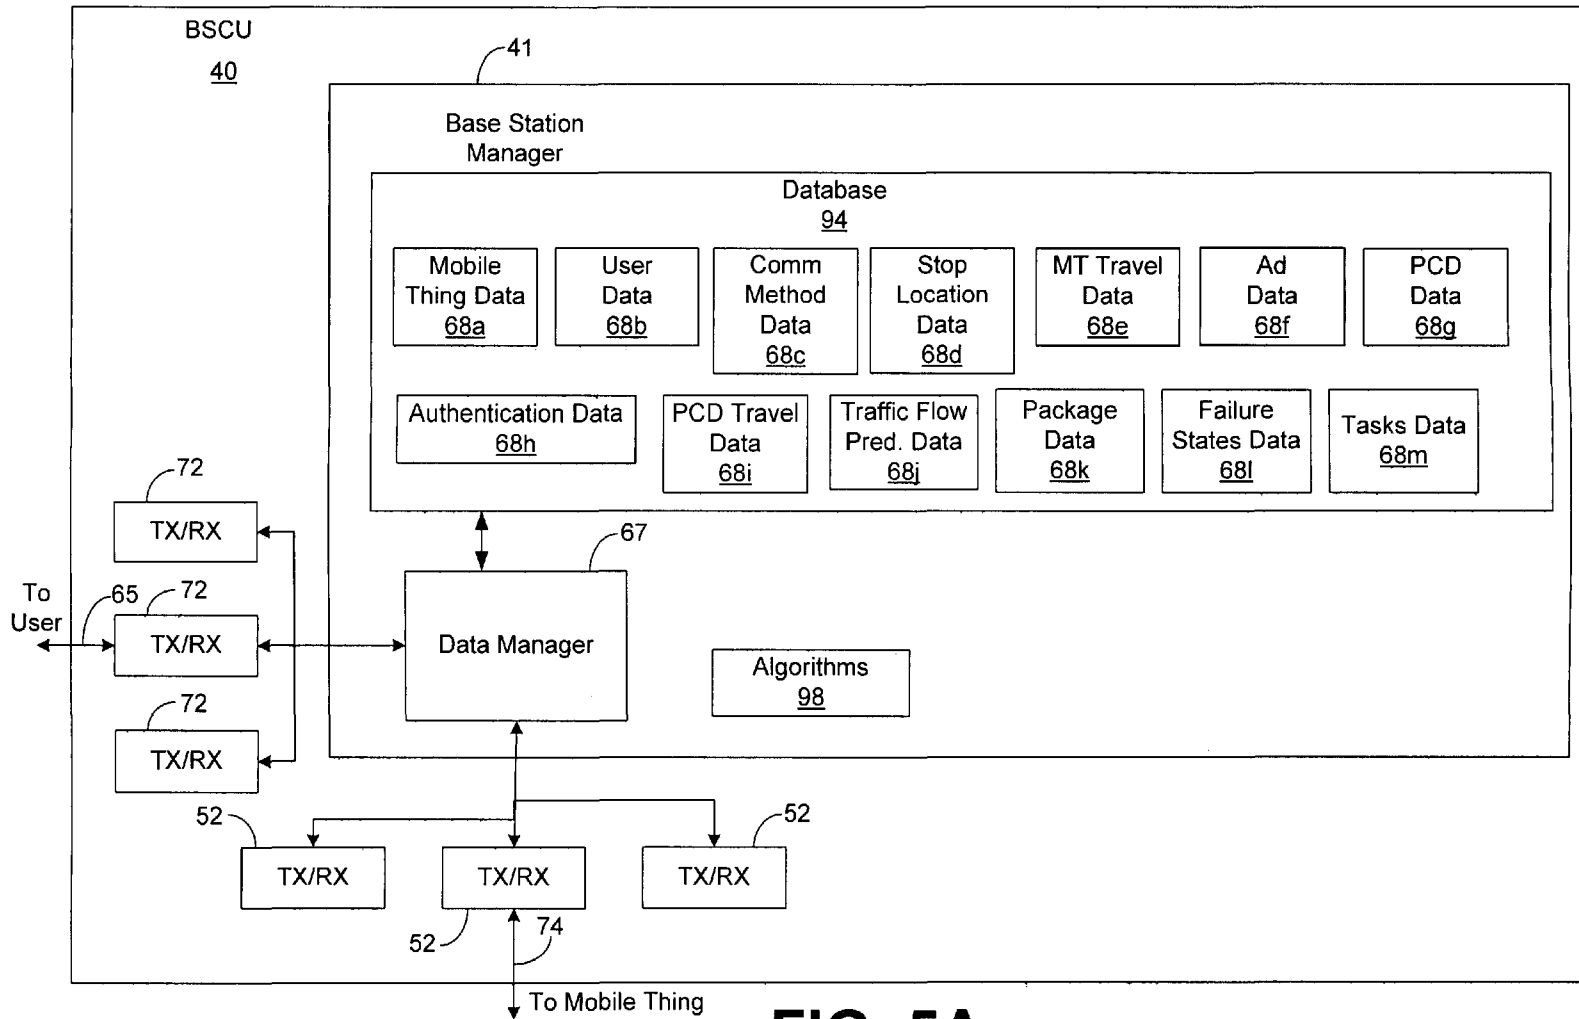 BSCU
40
41
Base Station
Manager
Database
94
Mobile
Thing Data
68a
User
Data
68b
Comm
Method
Data
68c
Stop
Location
Data
68d
MT Travel
Data
68e
Ad
Data
68f
PCD
Data
68g
Authentication Data
68h
PCD Travel
Data
68i
Traffic Flow
Pred. Data
68j
Package
Data
68k
Failure
States Data
68l
Tasks Data
68m
72
TX/RX
67
To
User
65
72
TX/RX
Data Manager
Algorithms
98
72
TX/RX
52
TX/RX
TX/RX
52
52
TX/RX
74
To Mobile Thing
FIG. 5A